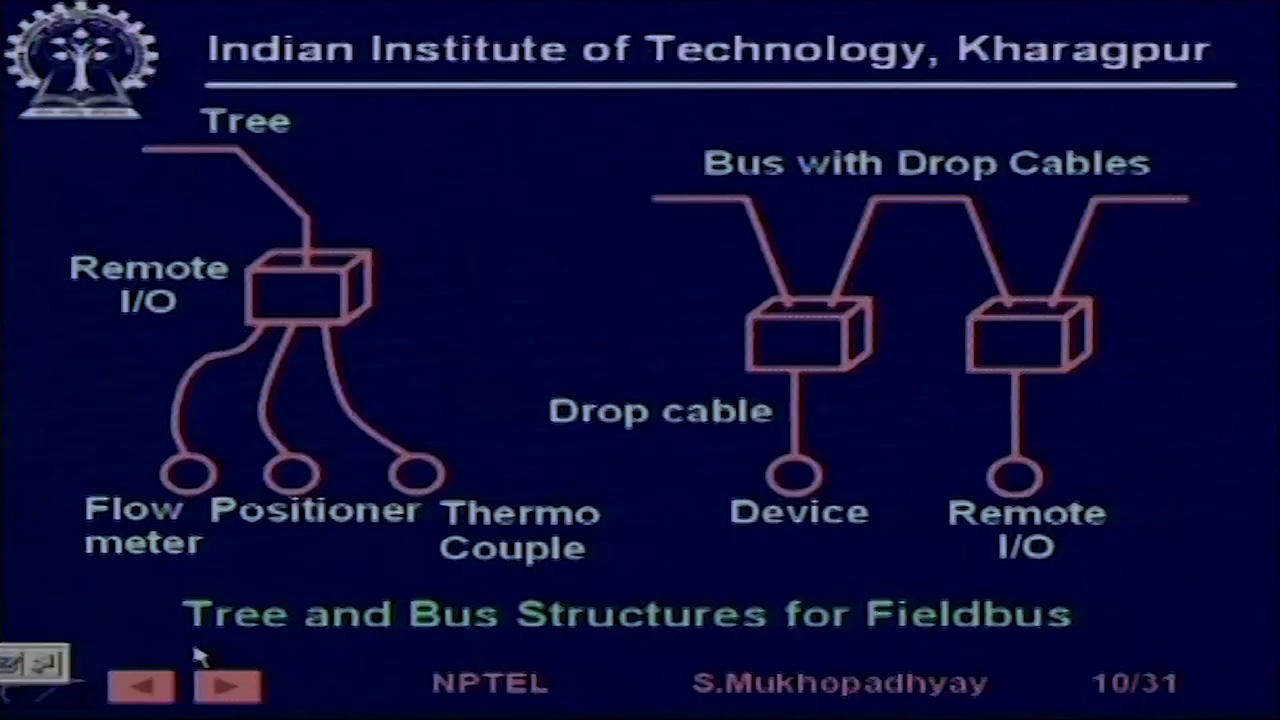 Indian Institute of Technology, Kharagpur
Tree
Bus with Drop Cables
Remote
I/O
Drop cable
Flow
meter
Positioner
Thermo
Couple
Device
Remote
I/O
Tree and Bus Structures for Fieldbus
NPTEL
S.Mukhopadhyay
10/31